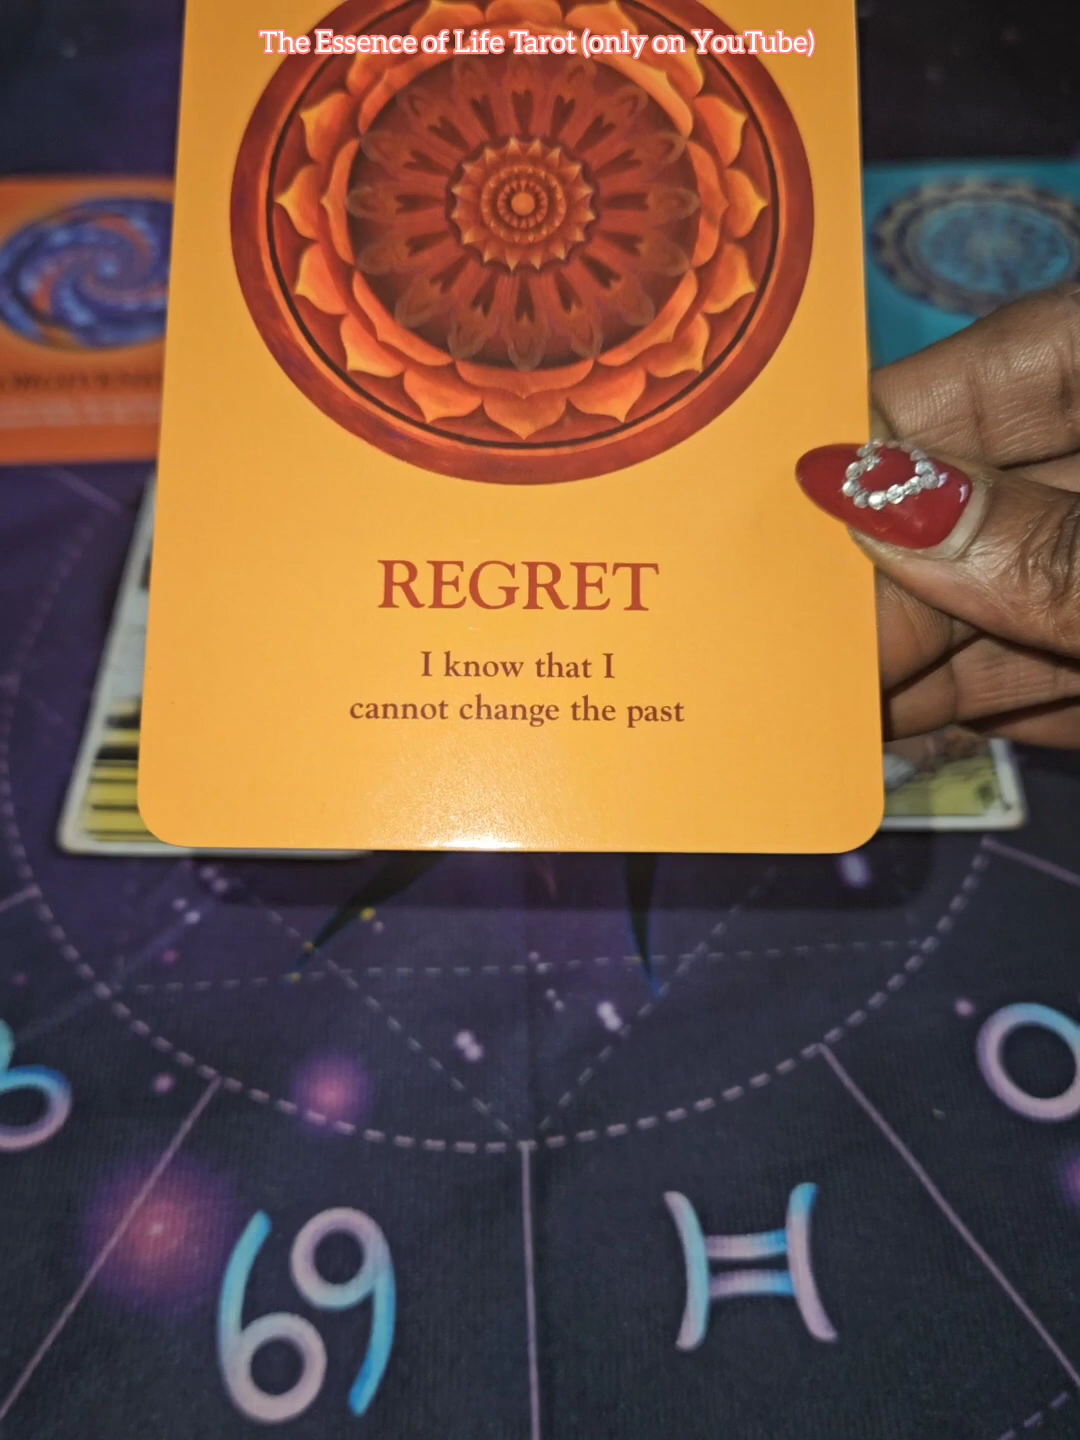 The Essence of Life Tarot (only on YouTube)
REGRET
I know that I
cannot change the past